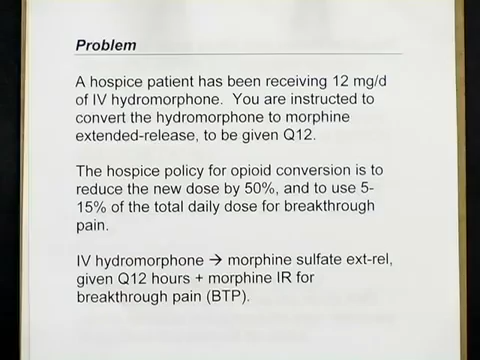 Problem
A hospice patient has been receiving 12 mg/d
of IV hydromorphone.  You are instructed to
convert the hydromorphone to morphine
extended-release, to be given Q12.
The hospice policy for opioid conversion is to
reduce the new dose by 50%, and to use 5-
15% of the total daily dose for breakthrough
pain.
IV hydromorphone → morphine sulfate ext-rel,
given Q12 hours + morphine IR for
breakthrough pain (BTP).